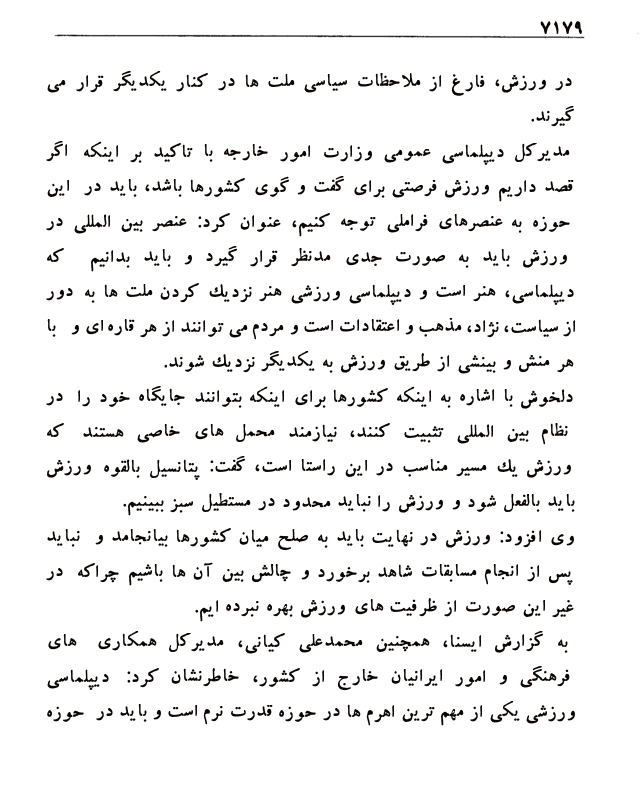 ۷۱۷۹
در ورزش، فارغ از ملاحظات سیاسی ملت ها در کنار یکدیگر قرار می
گیرند.
مدیرکل دیپلماسی عمومی وزارت امور خارجه با تاکید بر اینکه اگر
قصد داریم ورزش فرصتی برای گفت و گوی کشورها باشد، باید در این
حوزه به عنصرهای فراملی توجه کنیم، عنوان کرد: عنصر بین المللی در
ورزش باید به صورت جدی مدنظر قرار گیرد و باید بدانیم که
دیپلماسی، هنر است و دیپلماسی ورزشی هنر نزدیك کردن ملت ها به دور
از سیاست، نژاد، مذهب و اعتقادات است و مردم می توانند از هر قاره ای و با
هر منش و بینشی از طریق ورزش به یکدیگر نزدیك شوند.
دلخوش با اشاره به اینکه کشورها برای اینکه بتوانند جایگاه خود را در
نظام بین المللی تثبیت کنند، نیازمند محمل های خاصی هستند که
ورزش یك مسیر مناسب در این راستا است، گفت: پتانسیل بالقوه ورزش
باید بالفعل شود و ورزش را نباید محدود در مستطیل سبز ببینیم.
وی افزود: ورزش در نهایت باید به صلح میان کشورها بیانجامد و نباید
پس از انجام مسابقات شاهد برخورد و چالش بین آن ها باشیم چراکه در
غیر این صورت از ظرفیت های ورزش بهره نبرده ایم.
به گزارش ایسنا، همچنین محمدعلی کیانی، مدیرکل همکاری های
فرهنگی و امور ایرانیان خارج از کشور، خاطرنشان کرد: دیپلماسی
ورزشی یکی از مهم ترین اهرم ها در حوزه قدرت نرم است و باید در حوزه